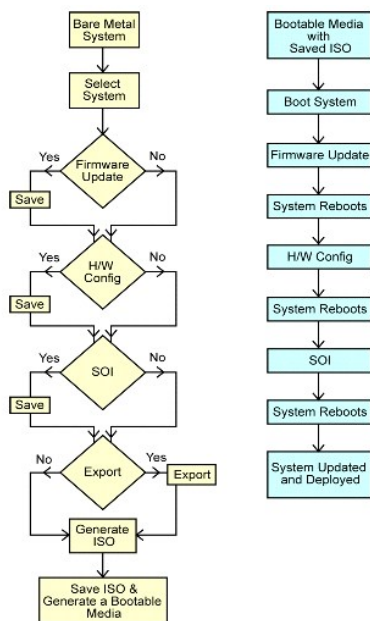 Bare Metal
System
Select
System
Yes
No
Firmware
Update
Save
Yes
No
H/W
Config
Save
Yes
No
SOI
Save
No
Yes
Export
Export
Generate
ISO
Save ISO &
Generate a Bootable
Media
Bootable Media
with
Saved ISO
Boot System
Firmware Update
System Reboots
H/W Config
System Reboots
SOI
System Reboots
System Updated
and Deployed